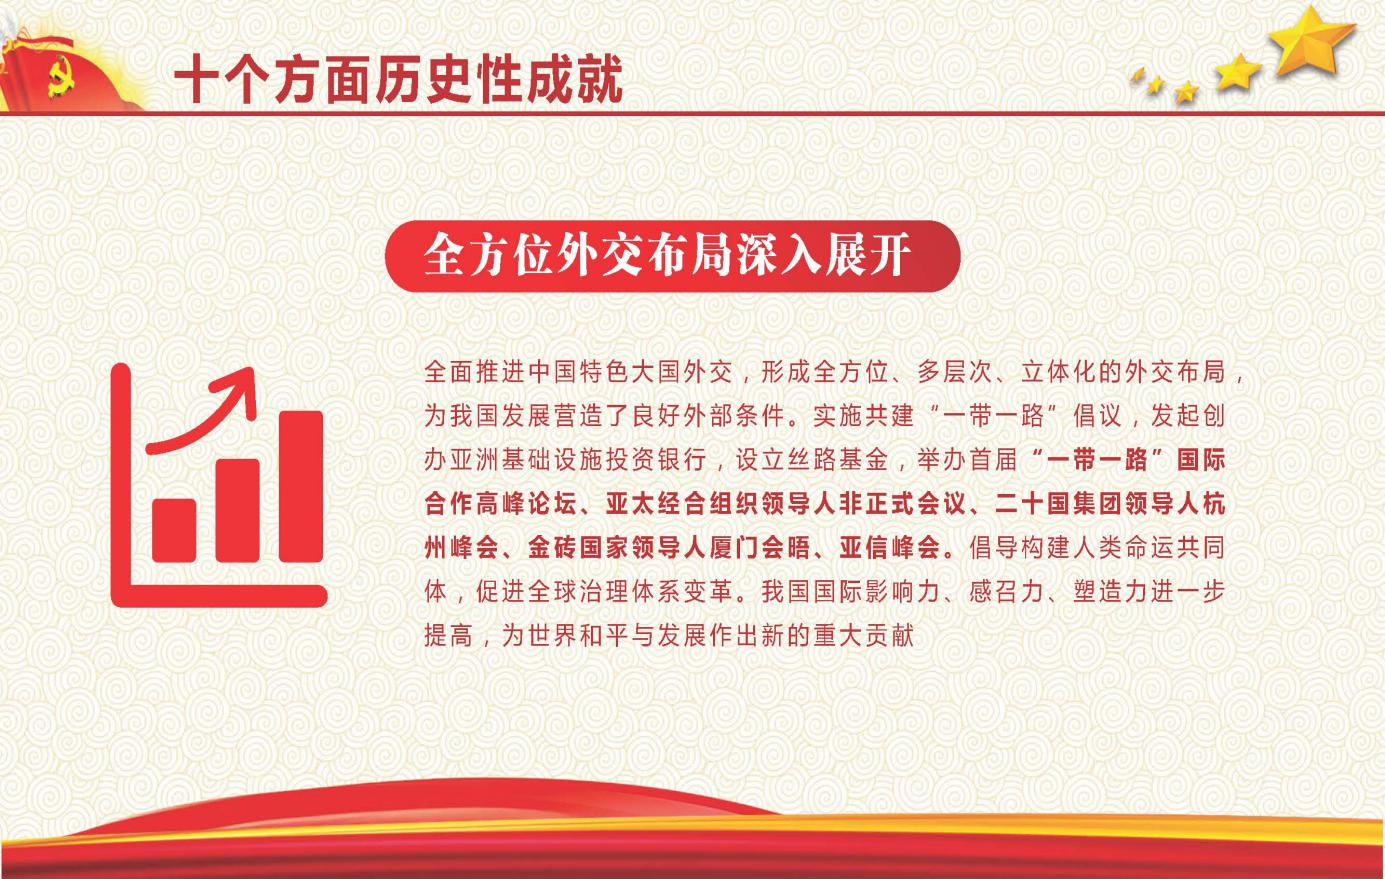 十个方面历史性成就
全方位外交布局深入展开
全面推进中国特色大国外交，形成全方位、多层次、立体化的外交布局，
为我国发展营造了良好外部条件。实施共建“一带一路”倡议，发起创
办亚洲基础设施投资银行，设立丝路基金，举办首届“一带一路”国际
合作高峰论坛、亚太经合组织领导人非正式会议、二十国集团领导人杭
州峰会、金砖国家领导人厦门会晤、亚信峰会。倡导构建人类命运共同
体，促进全球治理体系变革。我国国际影响力、感召力、塑造力进一步
提高，为世界和平与发展作出新的重大贡献